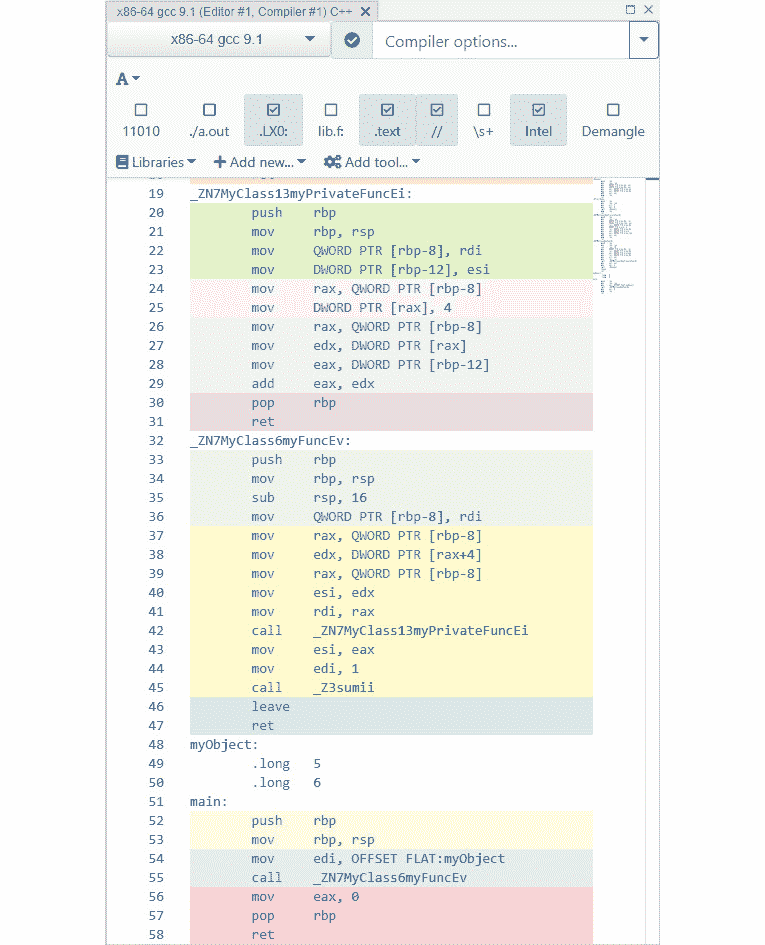 x86-64 gcc 9.1 (Editor #1, Compiler #1) C++
x86-64 gcc 9.1
Compiler options...
A
11010 ./a.out .LX0: lib.f: .text // \s+ Intel Demangle
Libraries + Add new... Add tool...
19 _ZN7MyClass13myPrivateFuncEi:
20 push rbp
21 mov rbp, rsp
22 mov QWORD PTR [rbp-8], rdi
23 mov DWORD PTR [rbp-12], esi
24 mov rax, QWORD PTR [rbp-8]
25 mov DWORD PTR [rax], 4
26 mov rax, QWORD PTR [rbp-8]
27 mov edx, DWORD PTR [rax]
28 mov eax, DWORD PTR [rbp-12]
29 add eax, edx
30 pop rbp
31 ret
32 _ZN7MyClass6myFuncEv:
33 push rbp
34 mov rbp, rsp
35 sub rsp, 16
36 mov QWORD PTR [rbp-8], rdi
37 mov rax, QWORD PTR [rbp-8]
38 mov edx, DWORD PTR [rax+4]
39 mov rax, QWORD PTR [rbp-8]
40 mov esi, edx
41 mov rdi, rax
42 call _ZN7MyClass13myPrivateFuncEi
43 mov esi, eax
44 mov edi, 1
45 call _Z3sumii
46 leave
47 ret
48 myObject:
49 .long 5
50 .long 6
51 main:
52 push rbp
53 mov rbp, rsp
54 mov edi, OFFSET FLAT:myObject
55 call _ZN7MyClass6myFuncEv
56 mov eax, 0
57 pop rbp
58 ret